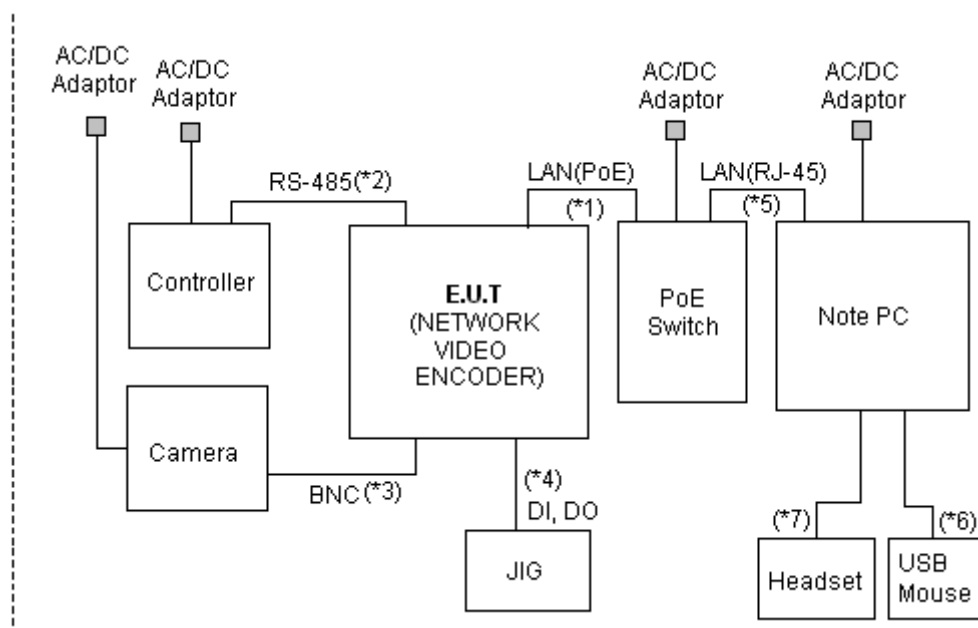 AC/DC
Adaptor
AC/DC
Adaptor
AC/DC
Adaptor
AC/DC
Adaptor
RS-485(*2)
LAN(PoE)
(*1)
LAN(RJ-45)
(*5)
Controller
E.U.T
(NETWORK
VIDEO
ENCODER)
PoE
Switch
Note PC
Camera
BNC(*3)
(*4)
DI, DO
JIG
(*7)
(*6)
Headset
USB
Mouse